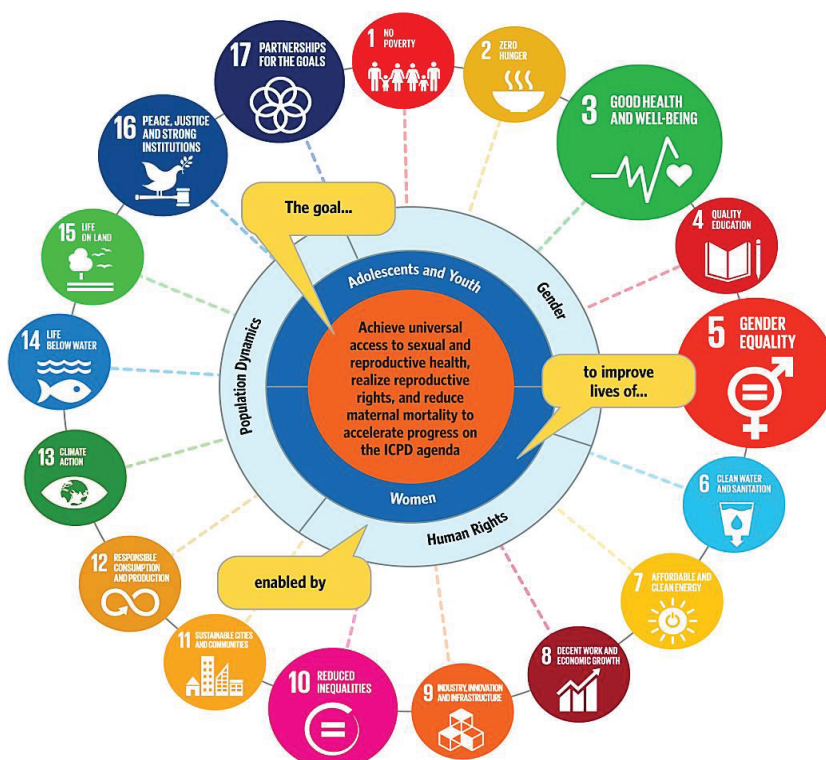 1 NO
POVERTY
2 ZERO
HUNGER
3 GOOD HEALTH
AND WELL-BEING
4 QUALITY
EDUCATION
5 GENDER
EQUALITY
6 CLEAN WATER
AND SANITATION
7 AFFORDABLE AND
CLEAN ENERGY
8 DECENT WORK AND
ECONOMIC GROWTH
9 INDUSTRY, INNOVATION
AND INFRASTRUCTURE
10 REDUCED
INEQUALITIES
11 SUSTAINABLE CITIES
AND COMMUNITIES
12 RESPONSIBLE
CONSUMPTION
AND PRODUCTION
13 CLIMATE
ACTION
14 LIFE
BELOW WATER
15 LIFE
ON LAND
16 PEACE, JUSTICE
AND STRONG
INSTITUTIONS
17 PARTNERSHIPS
FOR THE GOALS
The goal...
Achieve universal
access to sexual and
reproductive health,
realize reproductive
rights, and reduce
maternal mortality to
accelerate progress on
the ICPD agenda
to improve
lives of...
Adolescents and Youth
Women
enabled by
Gender
Human Rights
Population Dynamics